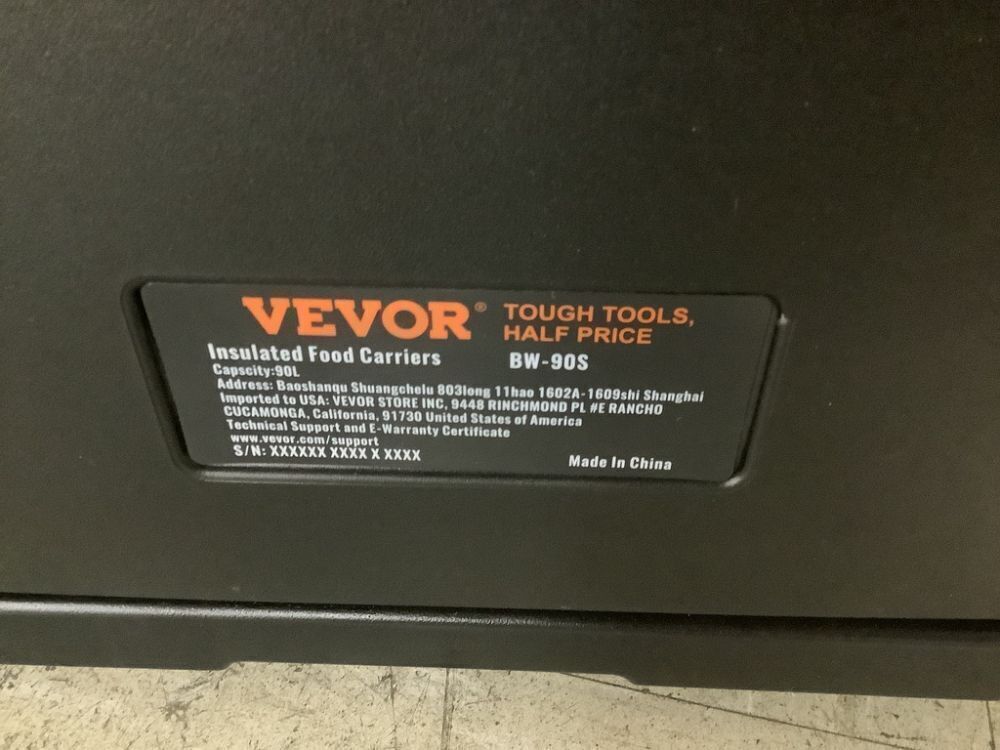 VEVOR® TOUGH TOOLS,
HALF PRICE
Insulated Food Carriers BW-90S
Capscity:90L
Address: Baoshanqu Shuangchelu 803long 11hao 1602A-1609shi Shanghai
Imported to USA: VEVOR STORE INC, 9448 RINCHMOND PL #E RANCHO
CUCAMONGA, California, 91730 United States of America
Technical Support and E-Warranty Certificate
www.vevor.com/support
S/N: XXXXXX XXXX X XXXX
Made In China